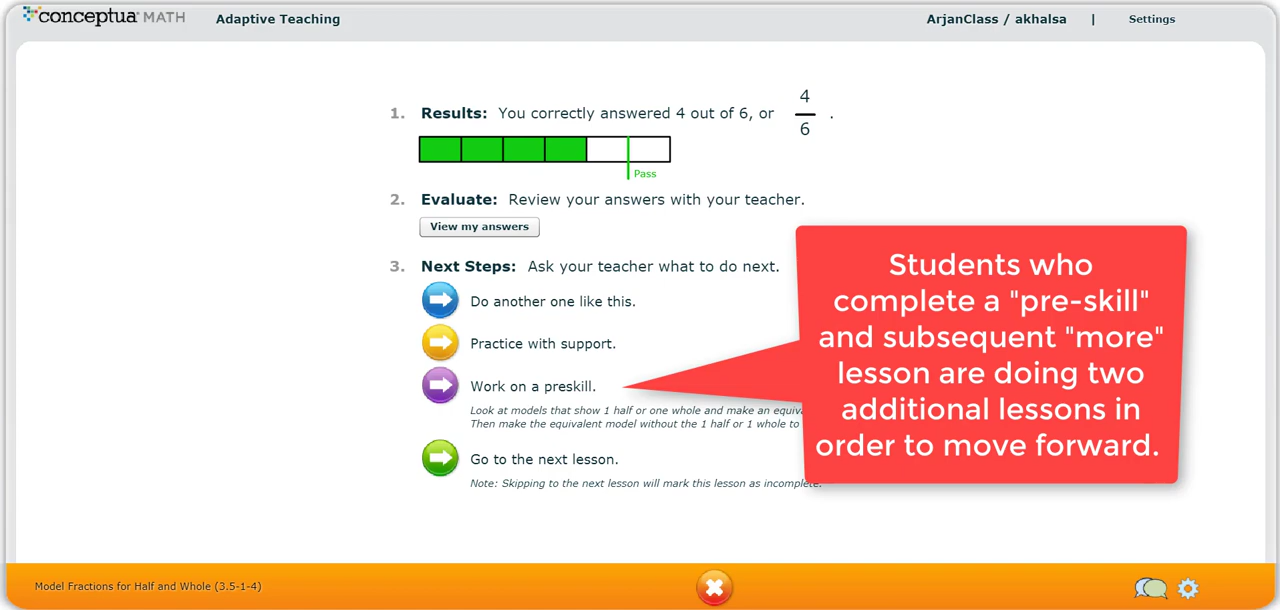 conceptua MATH
Adaptive Teaching
ArjanClass / akhalsa | Settings
1. Results: You correctly answered 4 out of 6, or 4/6 .
Pass
2. Evaluate: Review your answers with your teacher.
View my answers
3. Next Steps: Ask your teacher what to do next.
Do another one like this.
Practice with support.
Work on a preskill.
Look at models that show 1 half or one whole and make an
Then make the equivalent model without the 1 half or 1 whole to
Go to the next lesson.
Note: Skipping to the next lesson will mark this lesson as incomplete.
Students who
complete a "pre-skill"
and subsequent "more"
lesson are doing two
additional lessons in
order to move forward.
Model Fractions for Half and Whole (3.5-1-4)